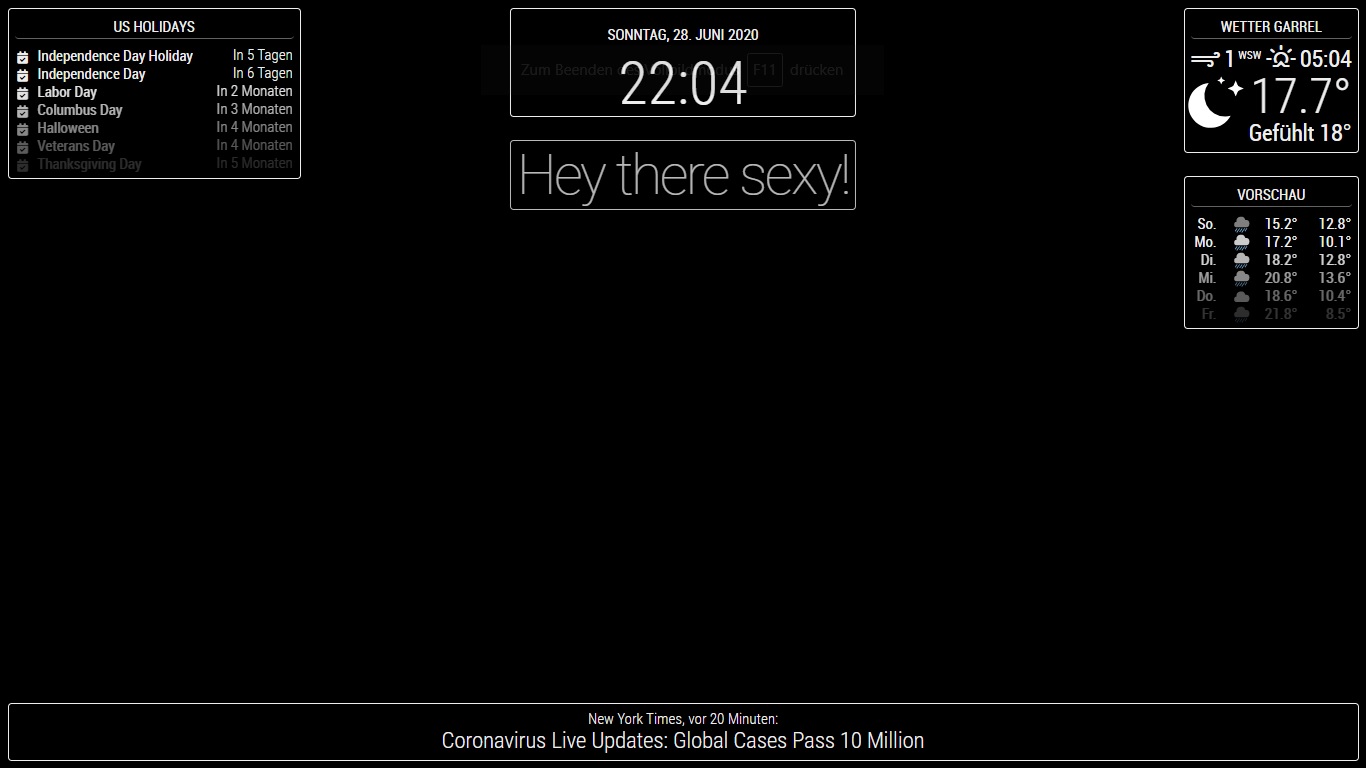 US HOLIDAYS
Independence Day Holiday In 5 Tagen
Independence Day In 6 Tagen
Labor Day In 2 Monaten
Columbus Day In 3 Monaten
Halloween In 4 Monaten
Veterans Day In 4 Monaten
Thanksgiving Day In 5 Monaten
SONNTAG, 28. JUNI 2020
Zum Beenden des F11 drücken
22:04
Hey there sexy!
WETTER GARREL
1 WSW 05:04
17.7°
Gefühlt 18°
VORSCHAU
So. 15.2° 12.8°
Mo. 17.2° 10.1°
Di. 18.2° 12.8°
Mi. 20.8° 13.6°
Do. 18.6° 10.4°
Fr. 21.8° 8.5°
New York Times, vor 20 Minuten:
Coronavirus Live Updates: Global Cases Pass 10 Million